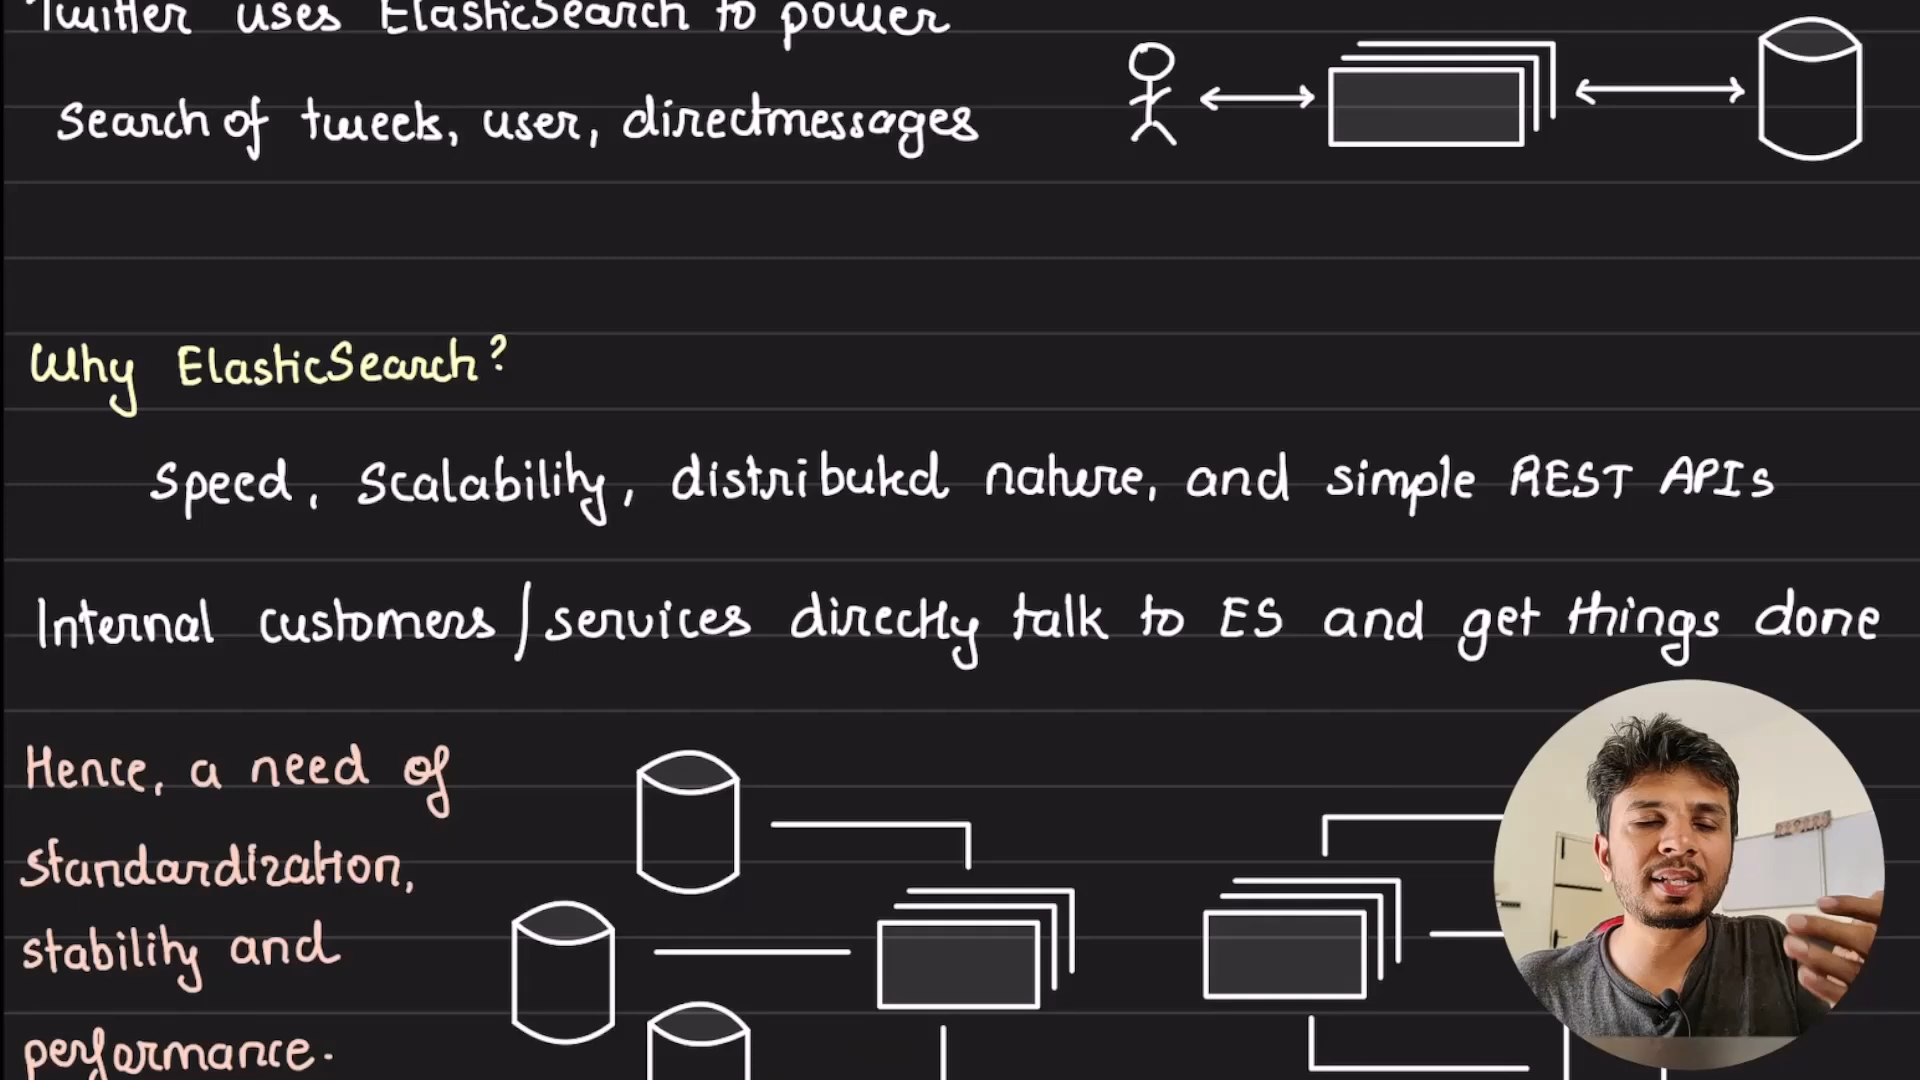 Twitter uses ElasticSearch to power
Search of tweets, user, directmessages
Why ElasticSearch?
Speed, Scalability, distributed nature, and simple REST APIs
Internal customers/services directly talk to ES and get things done
Hence, a need of
standardization,
stability and
performance.